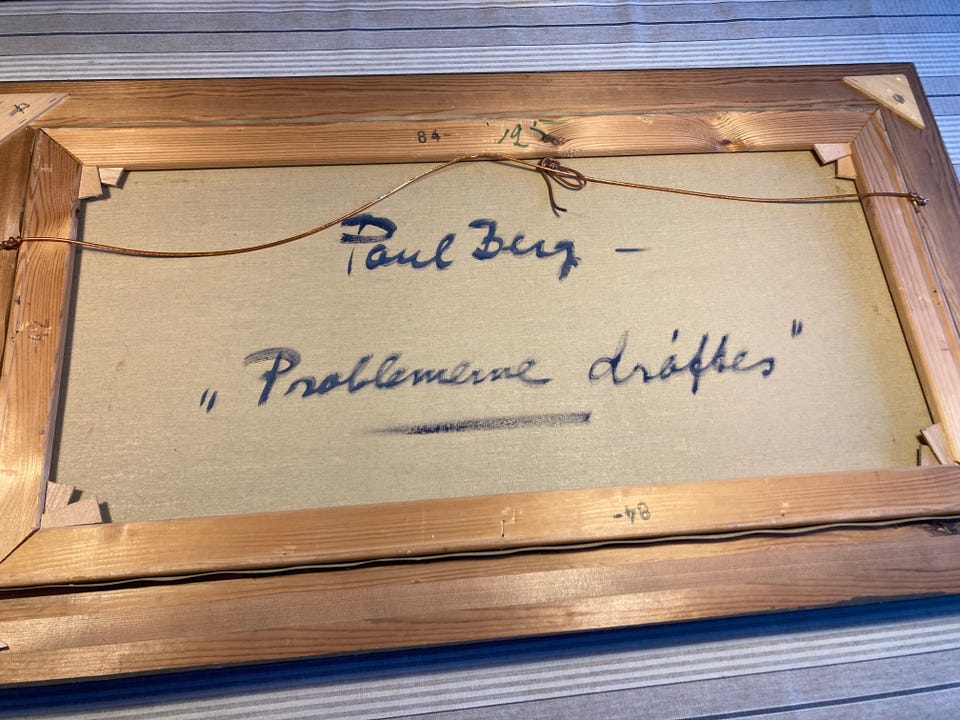 84- 125
Paul Berg –
„Problemerne drøftes"
84-